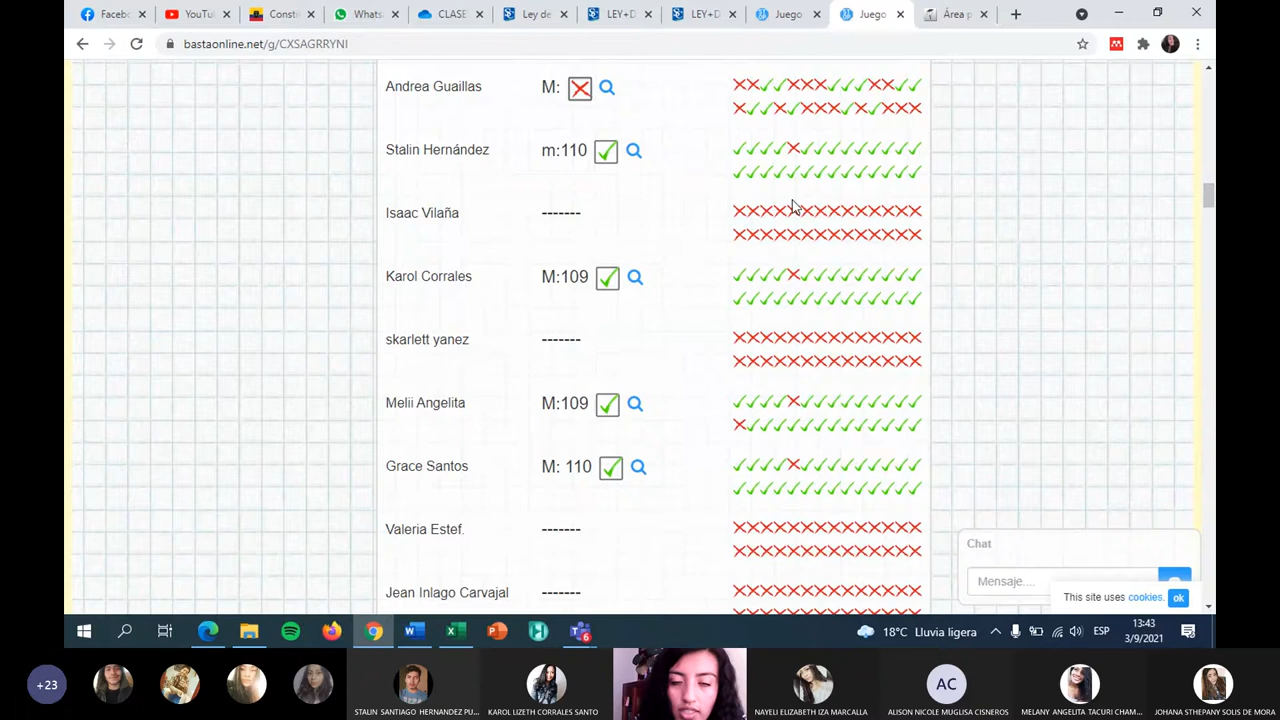 Facebo
YouTu
Consti
Whats
CLASE
Ley de
LEY+D
LEY+D
Juego
Juego
Área p
bastaonline.net/g/CXSAGRRYNI
Andrea Guaillas M:
Stalin Hernández m:110
Isaac Vilaña -------
Karol Corrales M:109
skarlett yanez -------
Melii Angelita M:109
Grace Santos M: 110
Valeria Estef. -------
Jean Inlago Carvajal -------
Chat
Mensaje....
This site uses cookies. ok
18°C Lluvia ligera ESP 13:43
3/9/2021
+23
STALIN SANTIAGO HERNANDEZ PU...
KAROL LIZETH CORRALES SANTO
NAYELI ELIZABETH IZA MARCALLA
AC
ALISON NICOLE MUGLISA CISNEROS
MELANY ANGELITA TACURI CHAM...
JOHANA STHEPANY SOLIS DE MORA